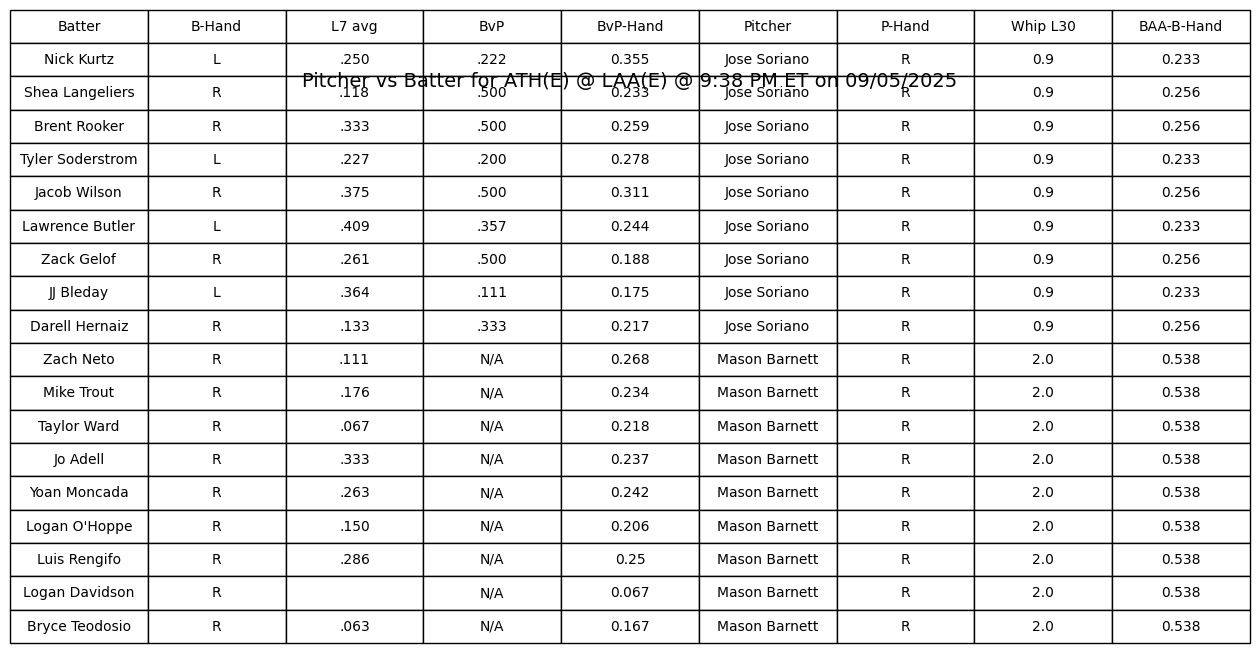 Batter B-Hand L7 avg BvP BvP-Hand Pitcher P-Hand Whip L30 BAA-B-Hand
Nick Kurtz L .250 .222 0.355 Jose Soriano R 0.9 0.233
Pitcher vs Batter for ATH(E) @ LAA(E) @ 9:38 PM ET on 09/05/2025
Shea Langeliers R .118 .500 0.233 Jose Soriano R 0.9 0.256
Brent Rooker R .333 .500 0.259 Jose Soriano R 0.9 0.256
Tyler Soderstrom L .227 .200 0.278 Jose Soriano R 0.9 0.233
Jacob Wilson R .375 .500 0.311 Jose Soriano R 0.9 0.256
Lawrence Butler L .409 .357 0.244 Jose Soriano R 0.9 0.233
Zack Gelof R .261 .500 0.188 Jose Soriano R 0.9 0.256
JJ Bleday L .364 .111 0.175 Jose Soriano R 0.9 0.233
Darell Hernaiz R .133 .333 0.217 Jose Soriano R 0.9 0.256
Zach Neto R .111 N/A 0.268 Mason Barnett R 2.0 0.538
Mike Trout R .176 N/A 0.234 Mason Barnett R 2.0 0.538
Taylor Ward R .067 N/A 0.218 Mason Barnett R 2.0 0.538
Jo Adell R .333 N/A 0.237 Mason Barnett R 2.0 0.538
Yoan Moncada R .263 N/A 0.242 Mason Barnett R 2.0 0.538
Logan O'Hoppe R .150 N/A 0.206 Mason Barnett R 2.0 0.538
Luis Rengifo R .286 N/A 0.25 Mason Barnett R 2.0 0.538
Logan Davidson R N/A 0.067 Mason Barnett R 2.0 0.538
Bryce Teodosio R .063 N/A 0.167 Mason Barnett R 2.0 0.538